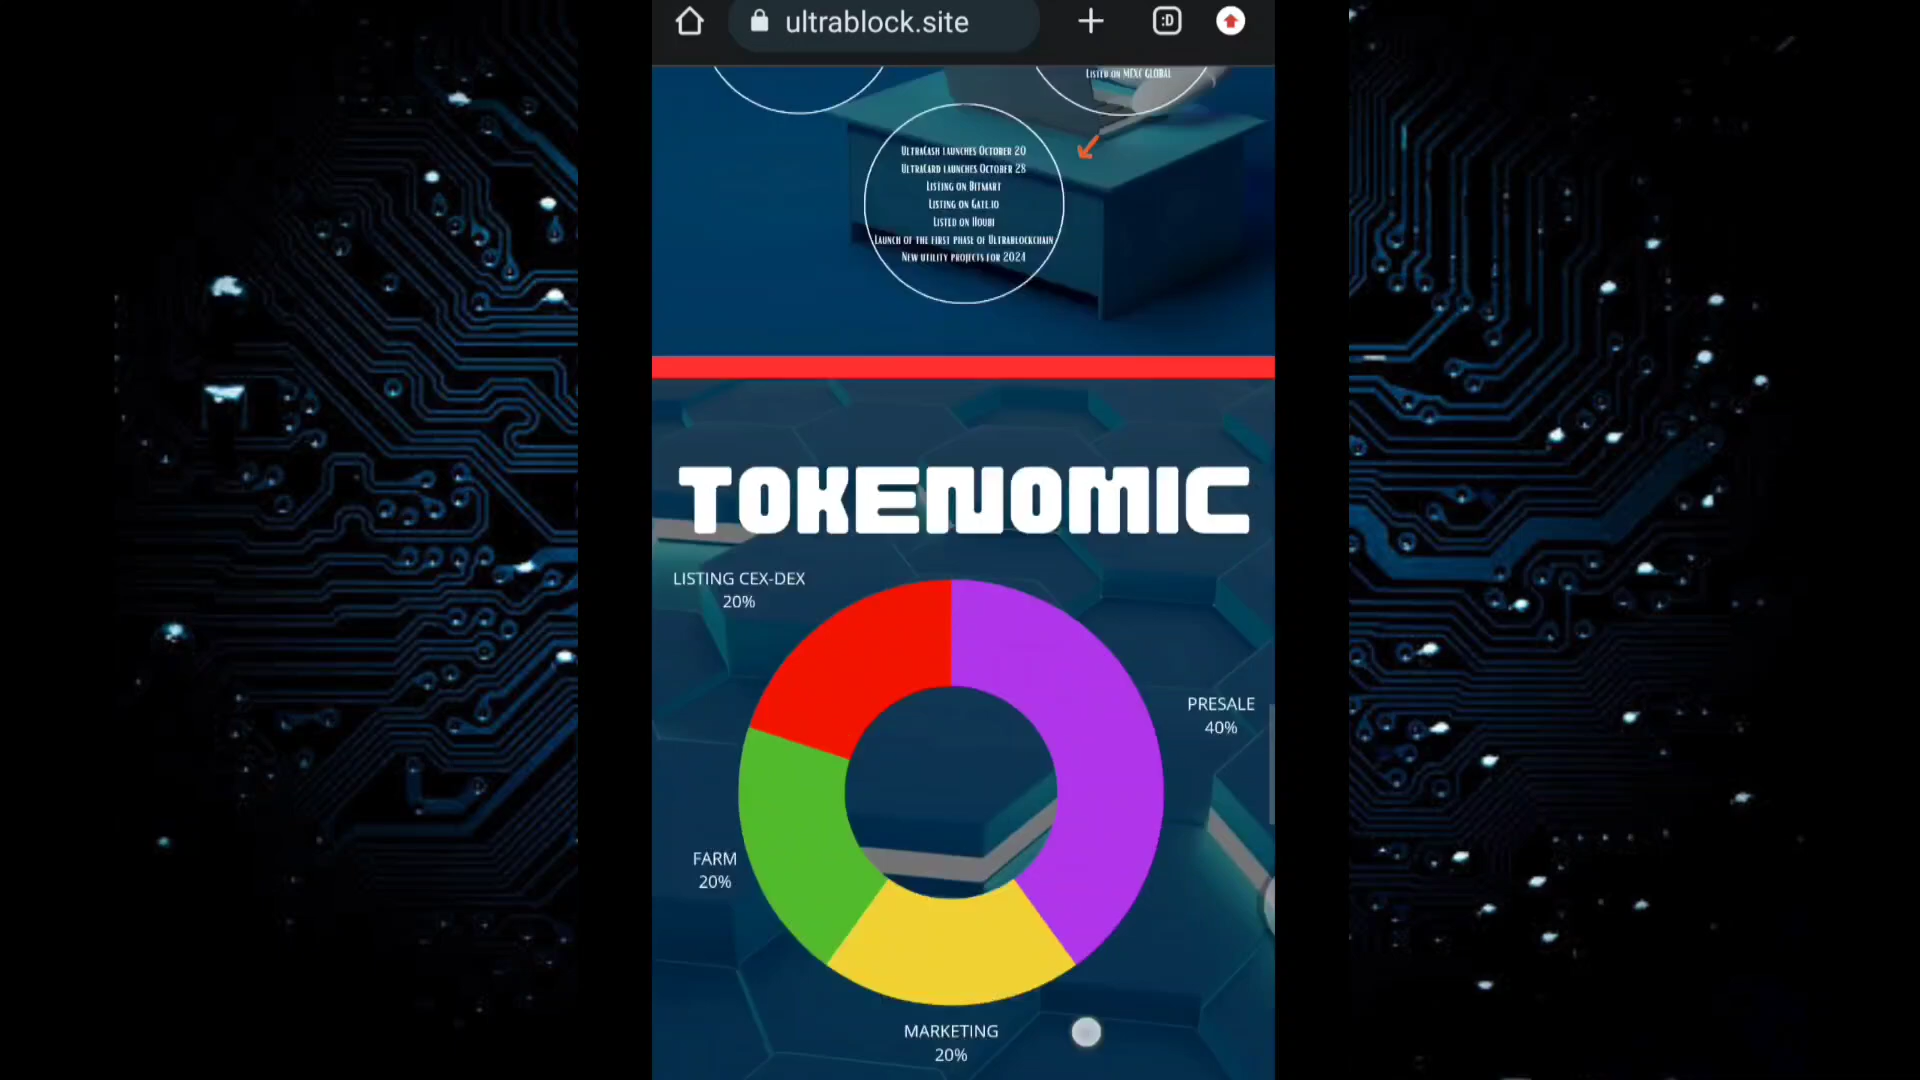 ultrablock.site
:D
Listed on MEXC GLOBAL
UltraCash launches October 20
UltraCard launches October 28
Listing on Bitmart
Listing on Gate.io
Listed on Houbi
Launch of the first phase of Ultrablockchain
New utility projects for 2024
TOKENOMIC
LISTING CEX-DEX
20%
PRESALE
40%
FARM
20%
MARKETING
20%